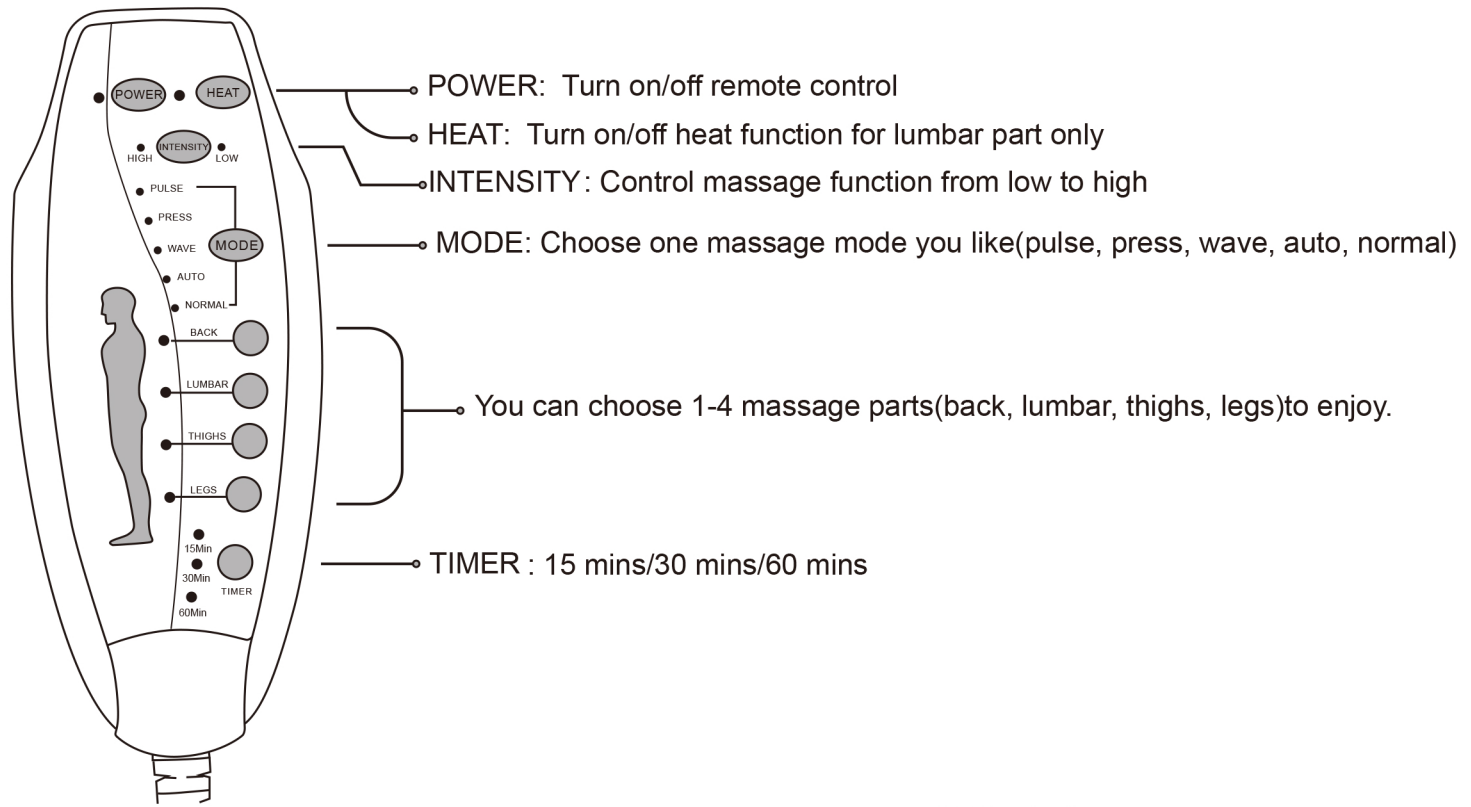 POWER
HEAT
POWER: Turn on/off remote control
HEAT: Turn on/off heat function for lumbar part only
INTENSITY
HIGH
LOW
INTENSITY: Control massage function from low to high
PULSE
PRESS
WAVE
AUTO
NORMAL
MODE
MODE: Choose one massage mode you like(pulse, press, wave, auto, normal)
BACK
LUMBAR
THIGHS
LEGS
You can choose 1-4 massage parts(back, lumbar, thighs, legs)to enjoy.
15Min
30Min
60Min
TIMER
TIMER : 15 mins/30 mins/60 mins